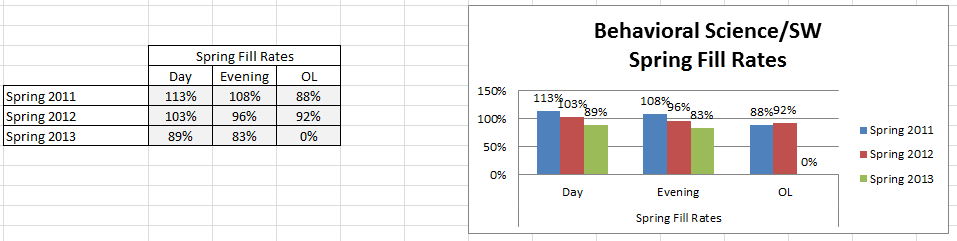 Spring Fill Rates
Day Evening OL
Spring 2011 113% 108% 88%
Spring 2012 103% 96% 92%
Spring 2013 89% 83% 0%
Behavioral Science/SW
Spring Fill Rates
150%
100%
50%
0%
113% 103% 89% 108% 96% 83% 88% 92% 0%
Day Evening OL
Spring Fill Rates
Spring 2011
Spring 2012
Spring 2013